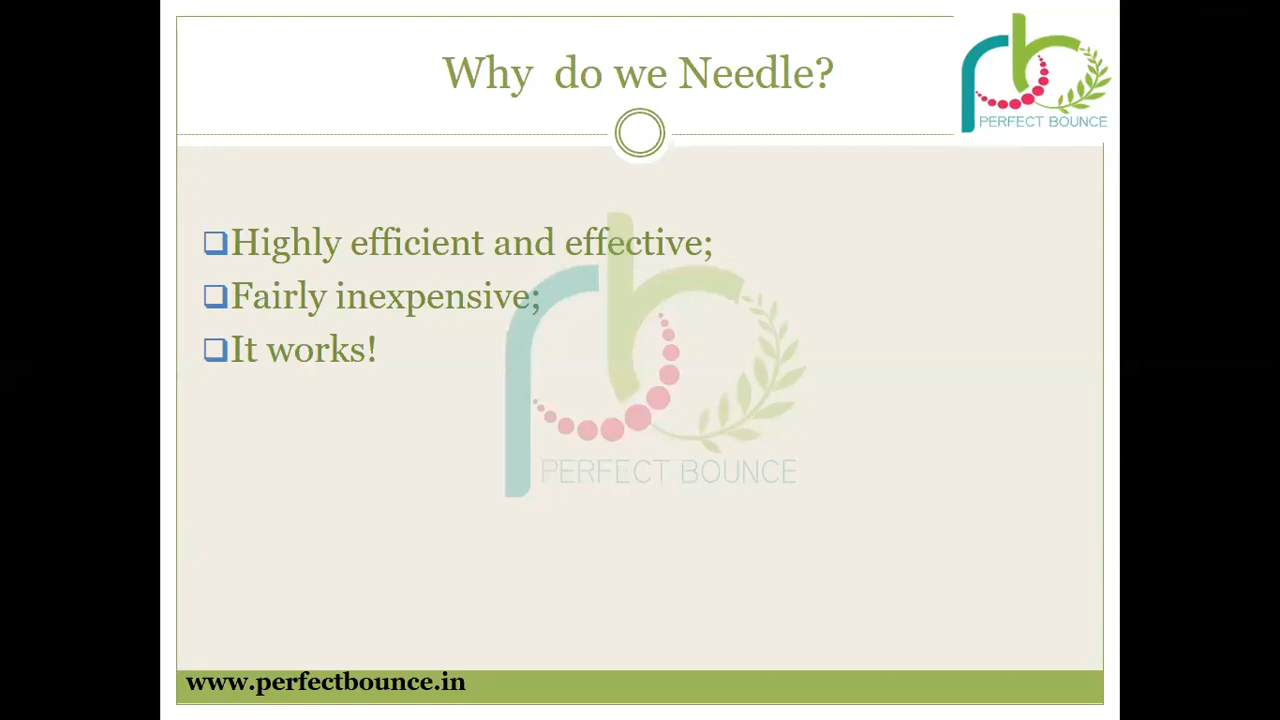 Why do we Needle?
PERFECT BOUNCE
Highly efficient and effective;
Fairly inexpensive;
It works!
PERFECT BOUNCE
www.perfectbounce.in